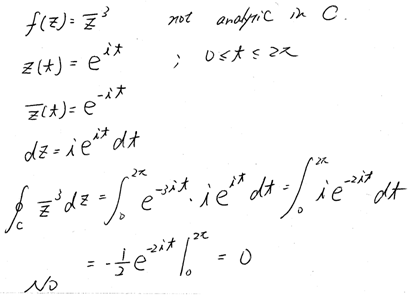 f(z) = z̅³ not analytic in C.
z(t) = e^{it} ; 0 ≤ t ≤ 2π
z̅(t) = e^{-it}
dz = i e^{it} dt
∮_C z̅³ dz = ∫_0^{2π} e^{-3it} · i e^{it} dt = ∫_0^{2π} i e^{-2it} dt
= -1/2 e^{-2it} |_0^{2π} = 0
No